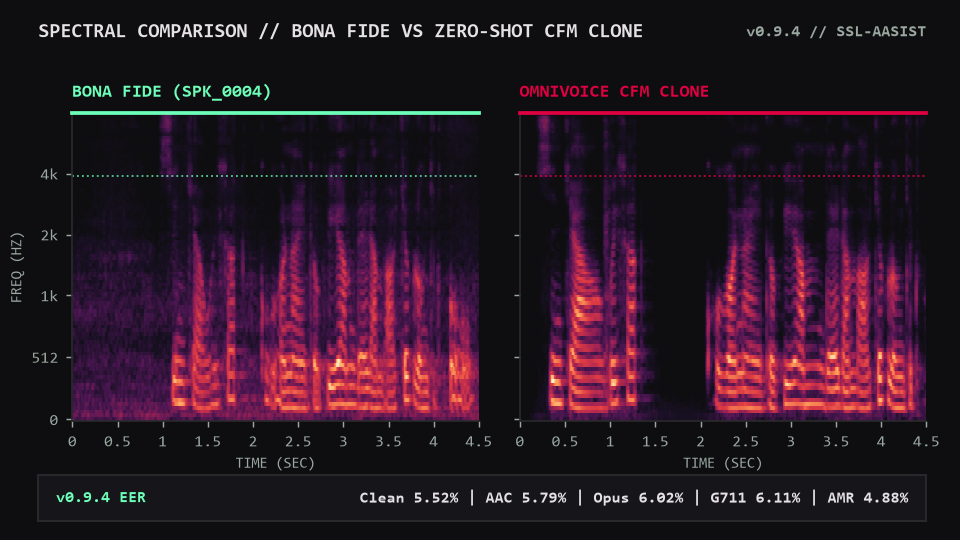 SPECTRAL COMPARISON // BONA FIDE VS ZERO-SHOT CFM CLONE
v0.9.4 // SSL-AASIST
BONA FIDE (SPK_0004)
OMNIVOICE CFM CLONE
FREQ (HZ)
4k
2k
1k
512
0
0 0.5 1 1.5 2 2.5 3 3.5 4 4.5
TIME (SEC)
0 0.5 1 1.5 2 2.5 3 3.5 4 4.5
TIME (SEC)
v0.9.4 EER
Clean 5.52% | AAC 5.79% | Opus 6.02% | G711 6.11% | AMR 4.88%